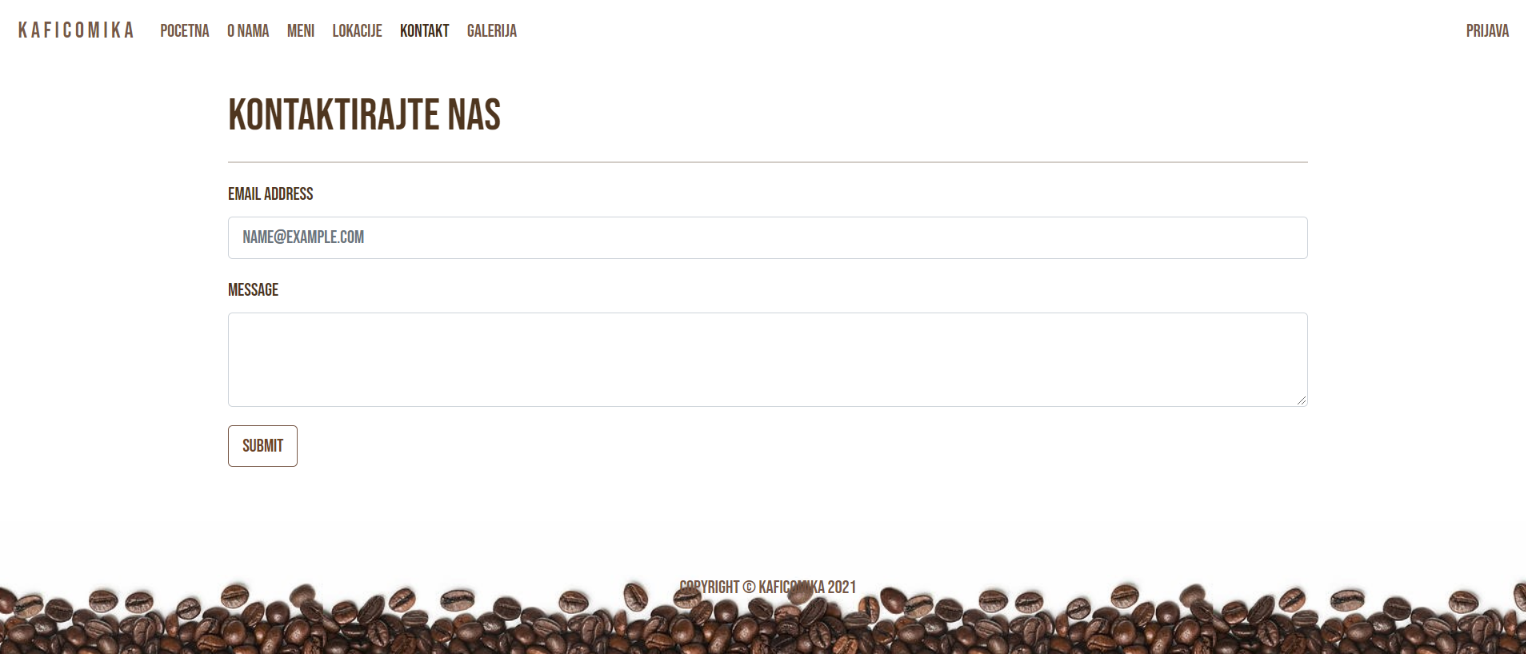 KAFICOMIKA POCETNA O NAMA MENI LOKACIJE KONTAKT GALERIJA PRIJAVA
KONTAKTIRAJTE NAS
EMAIL ADDRESS
NAME@EXAMPLE.COM
MESSAGE
SUBMIT
COPYRIGHT © KAFICOMIKA 2021